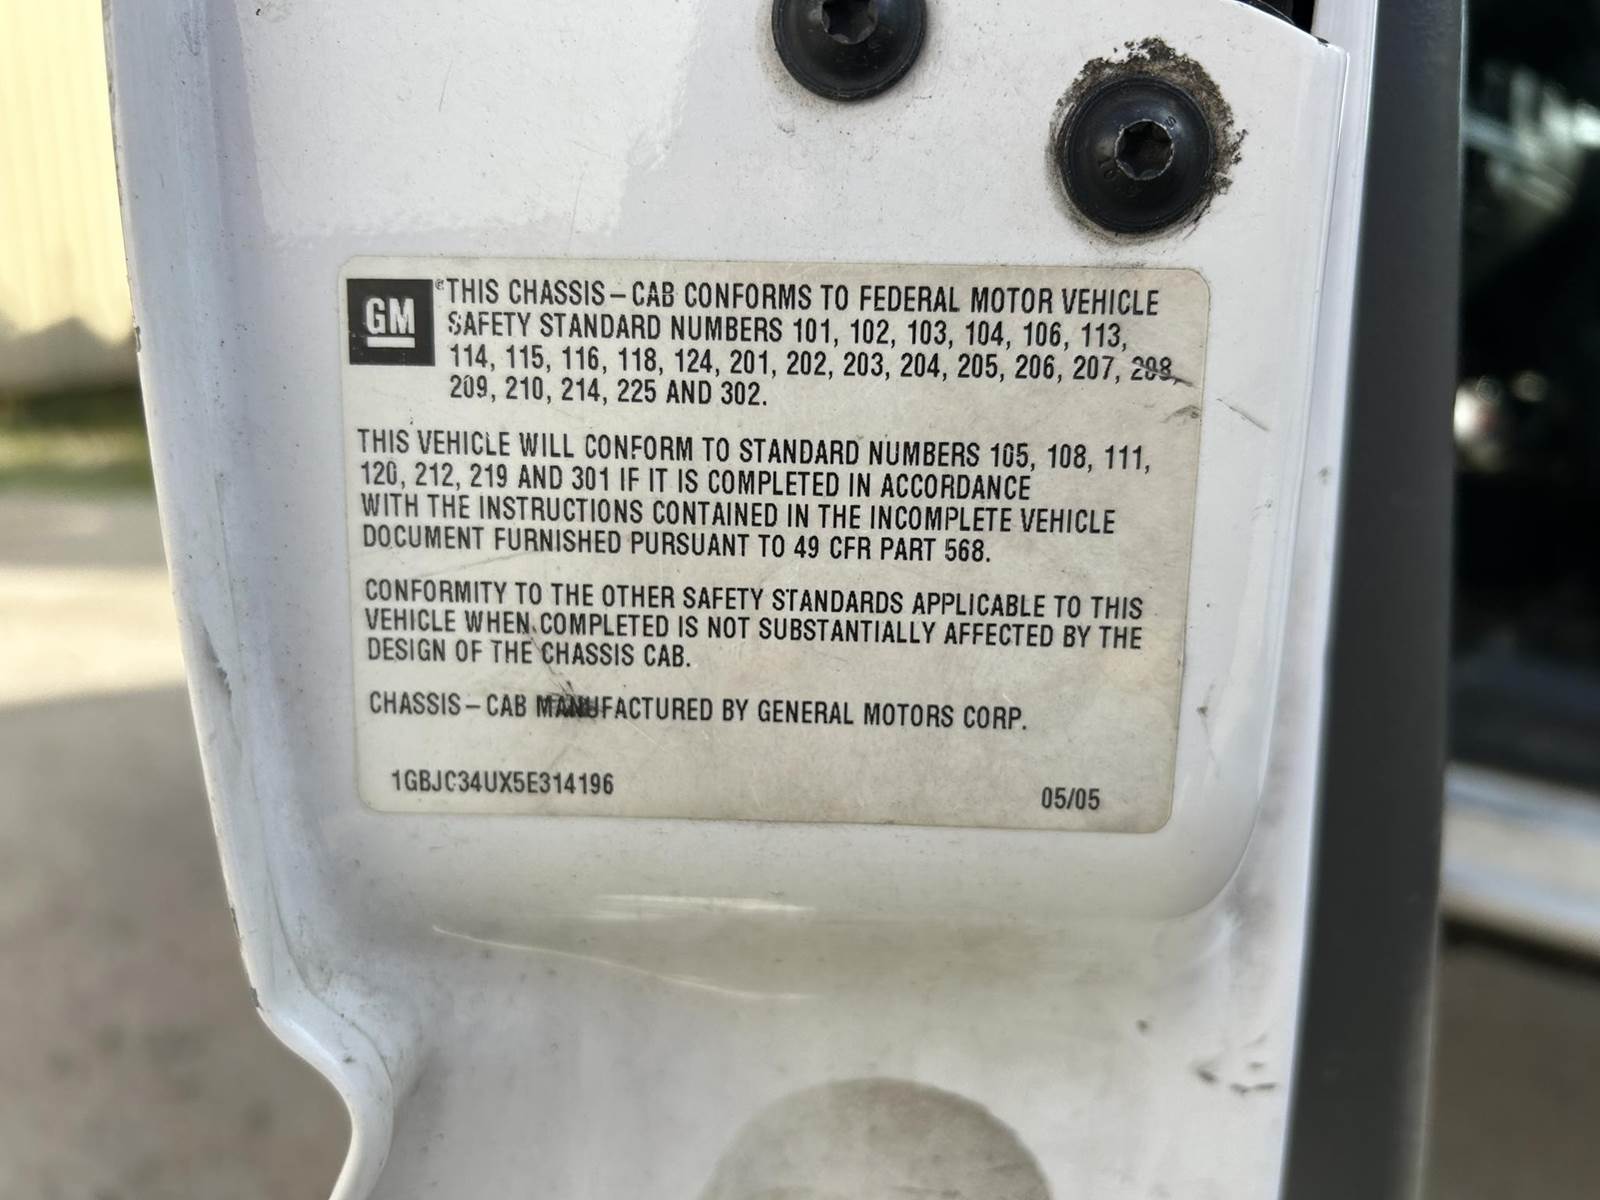 GM
® THIS CHASSIS – CAB CONFORMS TO FEDERAL MOTOR VEHICLE
SAFETY STANDARD NUMBERS 101, 102, 103, 104, 106, 113,
114, 115, 116, 118, 124, 201, 202, 203, 204, 205, 206, 207, 208,
209, 210, 214, 225 AND 302.
THIS VEHICLE WILL CONFORM TO STANDARD NUMBERS 105, 108, 111,
120, 212, 219 AND 301 IF IT IS COMPLETED IN ACCORDANCE
WITH THE INSTRUCTIONS CONTAINED IN THE INCOMPLETE VEHICLE
DOCUMENT FURNISHED PURSUANT TO 49 CFR PART 568.
CONFORMITY TO THE OTHER SAFETY STANDARDS APPLICABLE TO THIS
VEHICLE WHEN COMPLETED IS NOT SUBSTANTIALLY AFFECTED BY THE
DESIGN OF THE CHASSIS CAB.
CHASSIS – CAB MANUFACTURED BY GENERAL MOTORS CORP.
1GBJC34UX5E314196 05/05